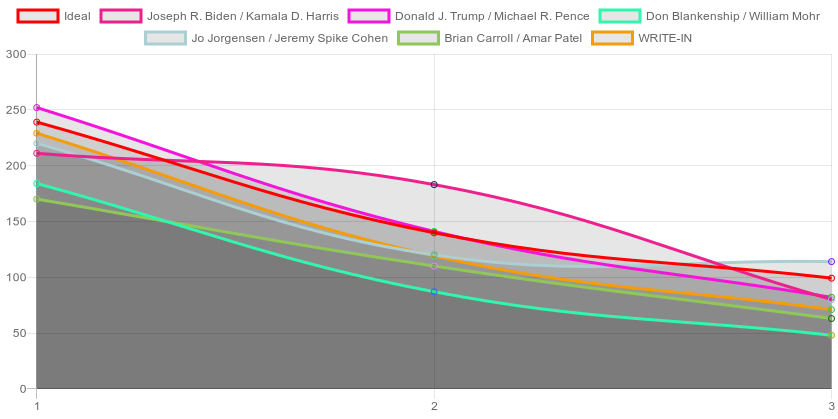 Ideal Joseph R. Biden / Kamala D. Harris Donald J. Trump / Michael R. Pence Don Blankenship / William Mohr
Jo Jorgensen / Jeremy Spike Cohen Brian Carroll / Amar Patel WRITE-IN
300
250
200
150
100
50
0
1 2 3